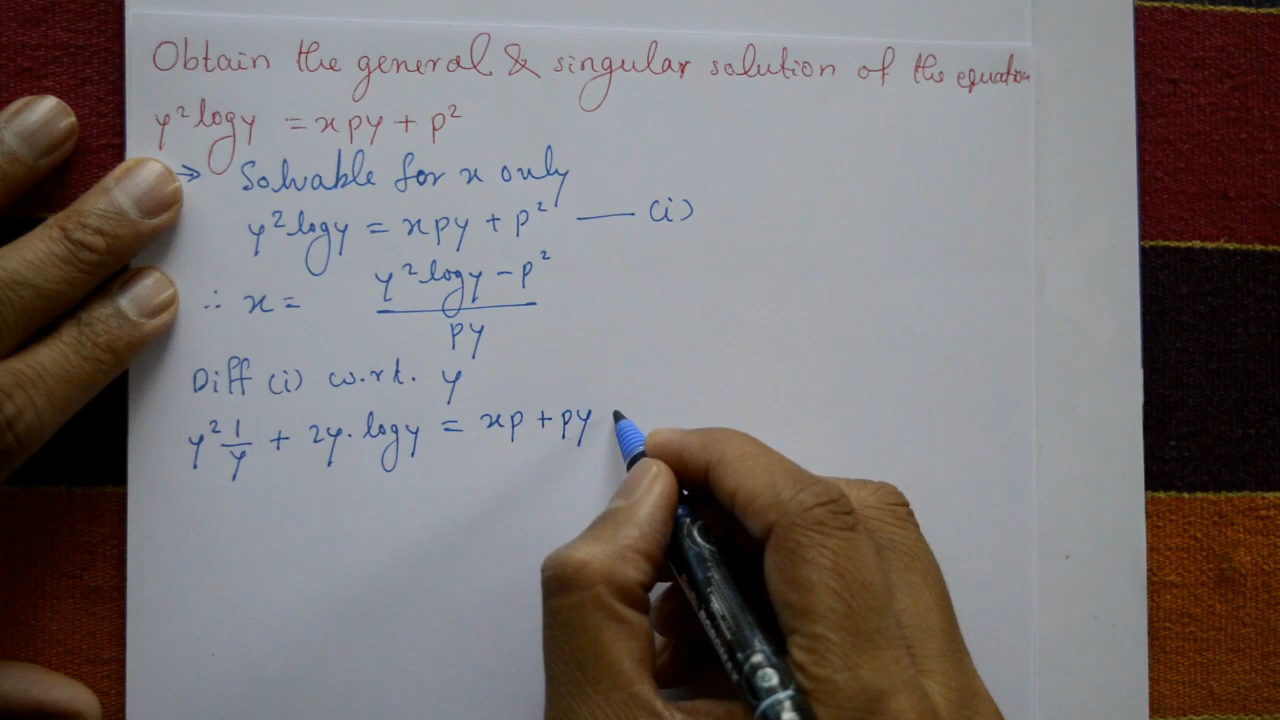 Obtain the general & singular solution of the equation
y² log y = xpy + p²
⇒ Solvable for x only
y² log y = xpy + p² — (i)
∴ x = (y² log y - p²) / py
Diff (i) w.r.t. y
y² 1/y + 2y. log y = xp + py